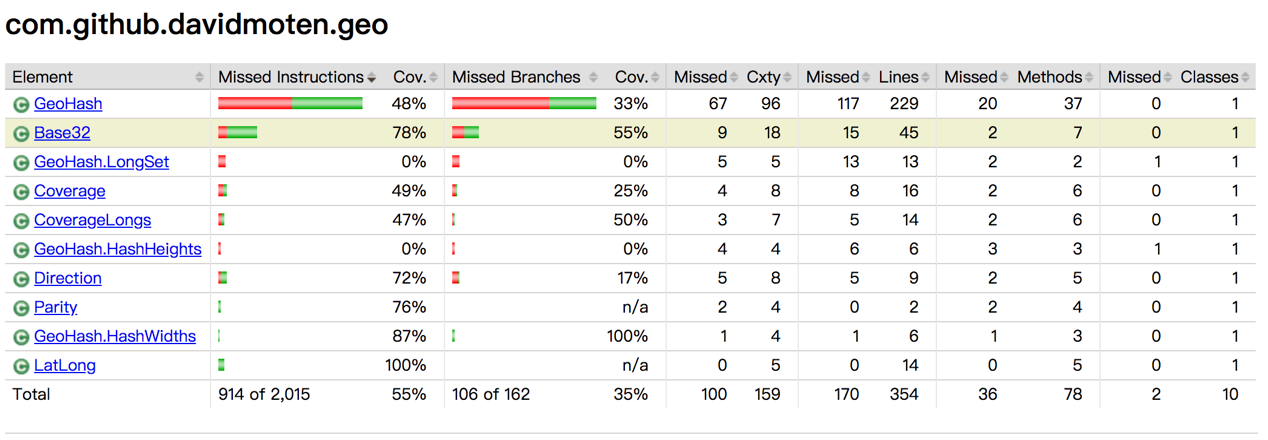 com.github.davidmoten.geo
Element Missed Instructions Cov. Missed Branches Cov. Missed Cxty Missed Lines Missed Methods Missed Classes
C GeoHash 48% 33% 67 96 117 229 20 37 0 1
C Base32 78% 55% 9 18 15 45 2 7 0 1
C GeoHash.LongSet 0% 0% 5 5 13 13 2 2 1 1
C Coverage 49% 25% 4 8 8 16 2 6 0 1
C CoverageLongs 47% 50% 3 7 5 14 2 6 0 1
C GeoHash.HashHeights 0% 0% 4 4 6 6 3 3 1 1
C Direction 72% 17% 5 8 5 9 2 5 0 1
C Parity 76% n/a 2 4 0 2 2 4 0 1
C GeoHash.HashWidths 87% 100% 1 4 1 6 1 3 0 1
C LatLong 100% n/a 0 5 0 14 0 5 0 1
Total 914 of 2,015 55% 106 of 162 35% 100 159 170 354 36 78 2 10